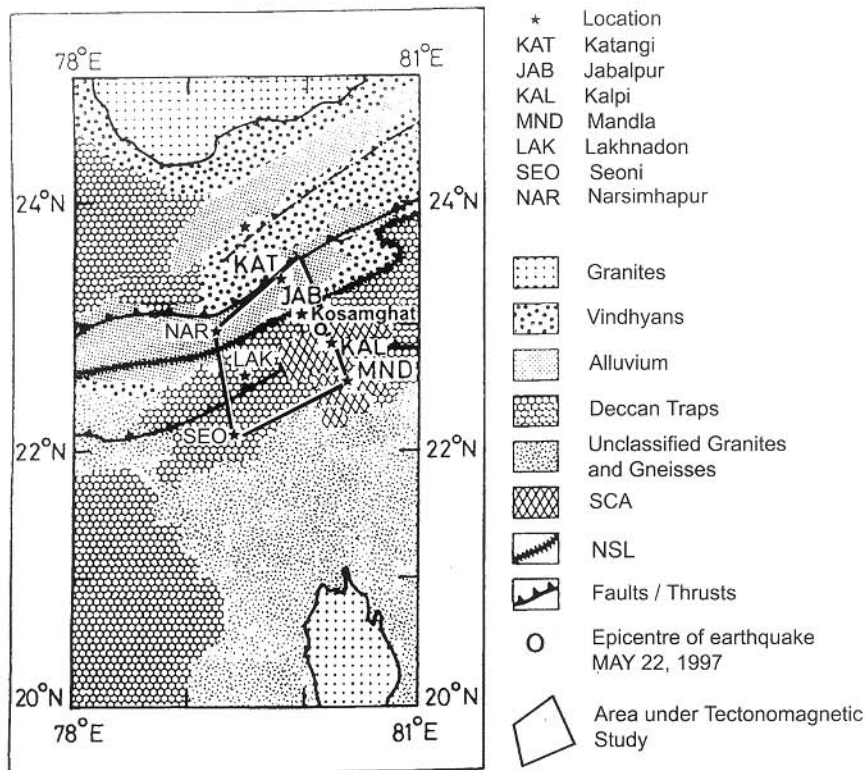 78°E
81°E
24°N
24°N
KAT
JAB
Kosamghat
NAR
KAL
LAK
MND
SEO
22°N
22°N
20°N
20°N
78°E
81°E
★ Location
KAT Katangi
JAB Jabalpur
KAL Kalpi
MND Mandla
LAK Lakhnadon
SEO Seoni
NAR Narsimhapur
Granites
Vindhyans
Alluvium
Deccan Traps
Unclassified Granites
and Gneisses
SCA
NSL
Faults / Thrusts
Epicentre of earthquake
MAY 22, 1997
Area under Tectonomagnetic
Study